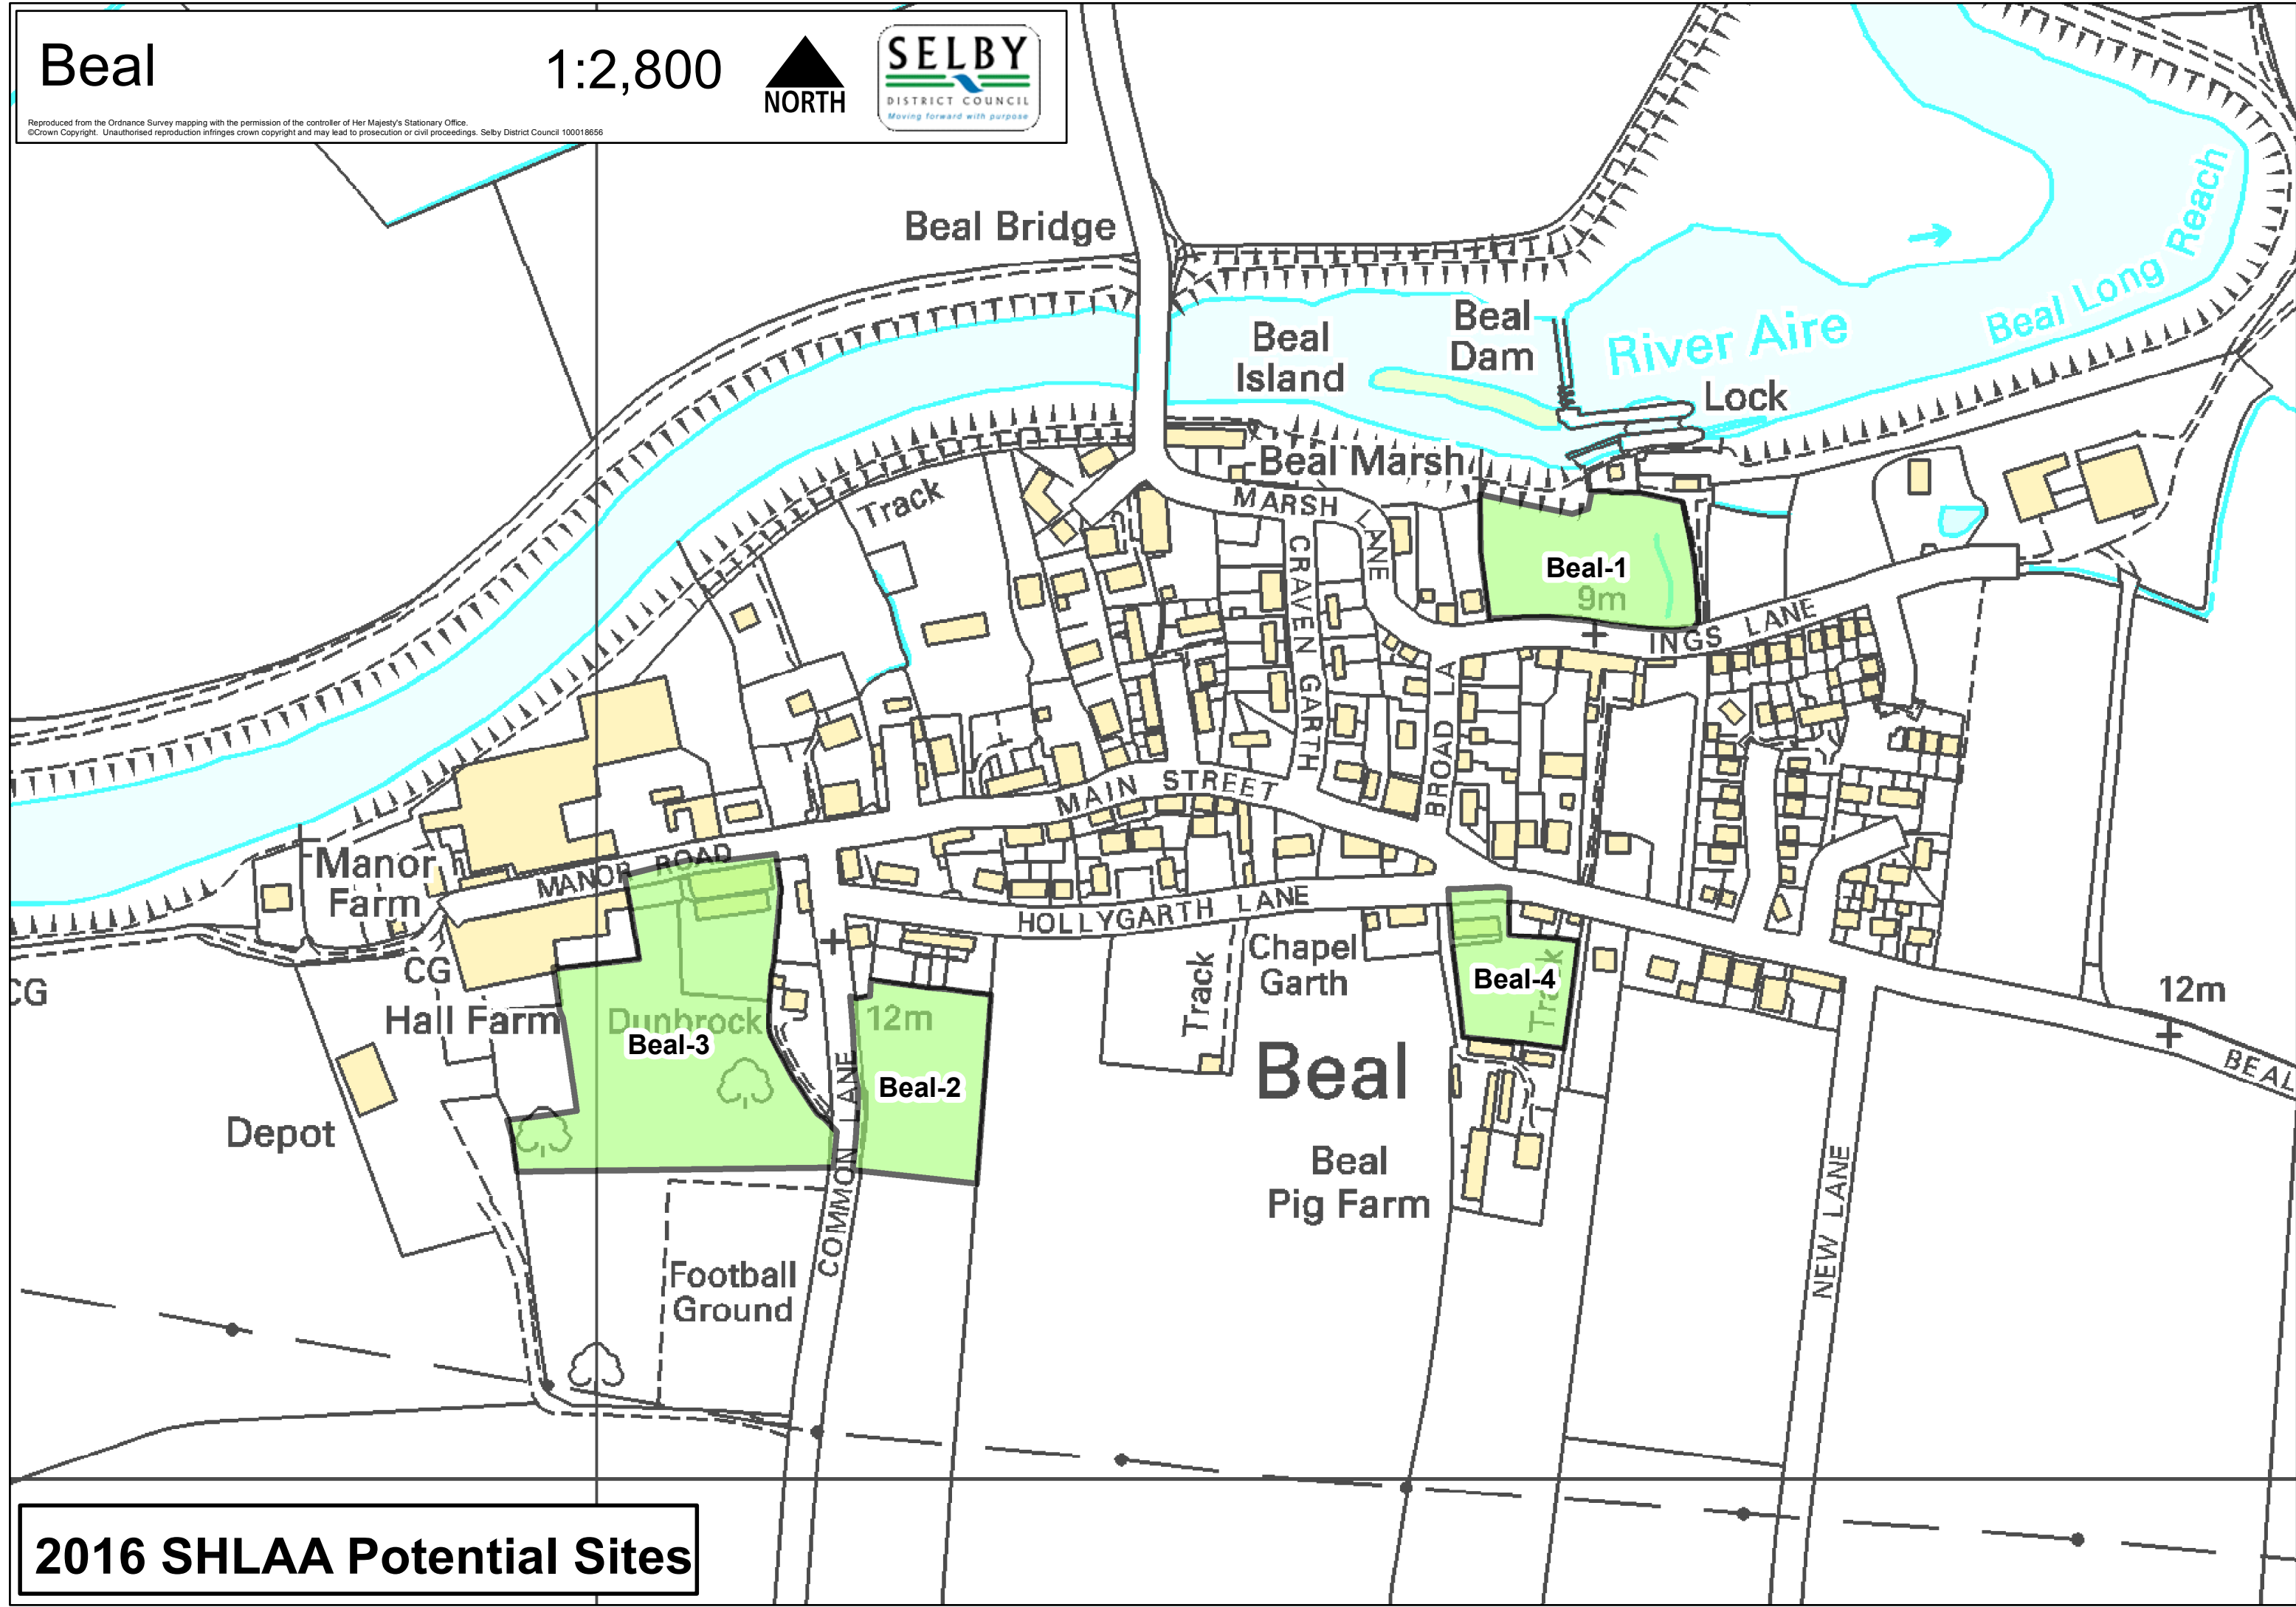 Beal
1:2,800
NORTH
SELBY
DISTRICT COUNCIL
Moving forward with purpose
Reproduced from the Ordnance Survey mapping with the permission of the controller of Her Majesty's Stationary Office.
©Crown Copyright. Unauthorised reproduction infringes crown copyright and may lead to prosecution or civil proceedings. Selby District Council 100018656
Beal Bridge
Beal
Island
Beal
Dam
River Aire
Beal Long Reach
Lock
Beal Marsh
Track
MARSH LANE
CRAVEN GARTH
Beal-1
9m
INGS LANE
BROAD LA
MAIN STREET
MANOR ROAD
Manor
Farm
HOLLYGARTH LANE
CG
CG
Hall Farm
Dunbrock
Beal-3
12m
Beal-2
COMMON LANE
Track
Chapel
Garth
Beal-4
Track
Beal
12m
BEAL
Depot
Beal
Pig Farm
NEW LANE
Football
Ground
2016 SHLAA Potential Sites